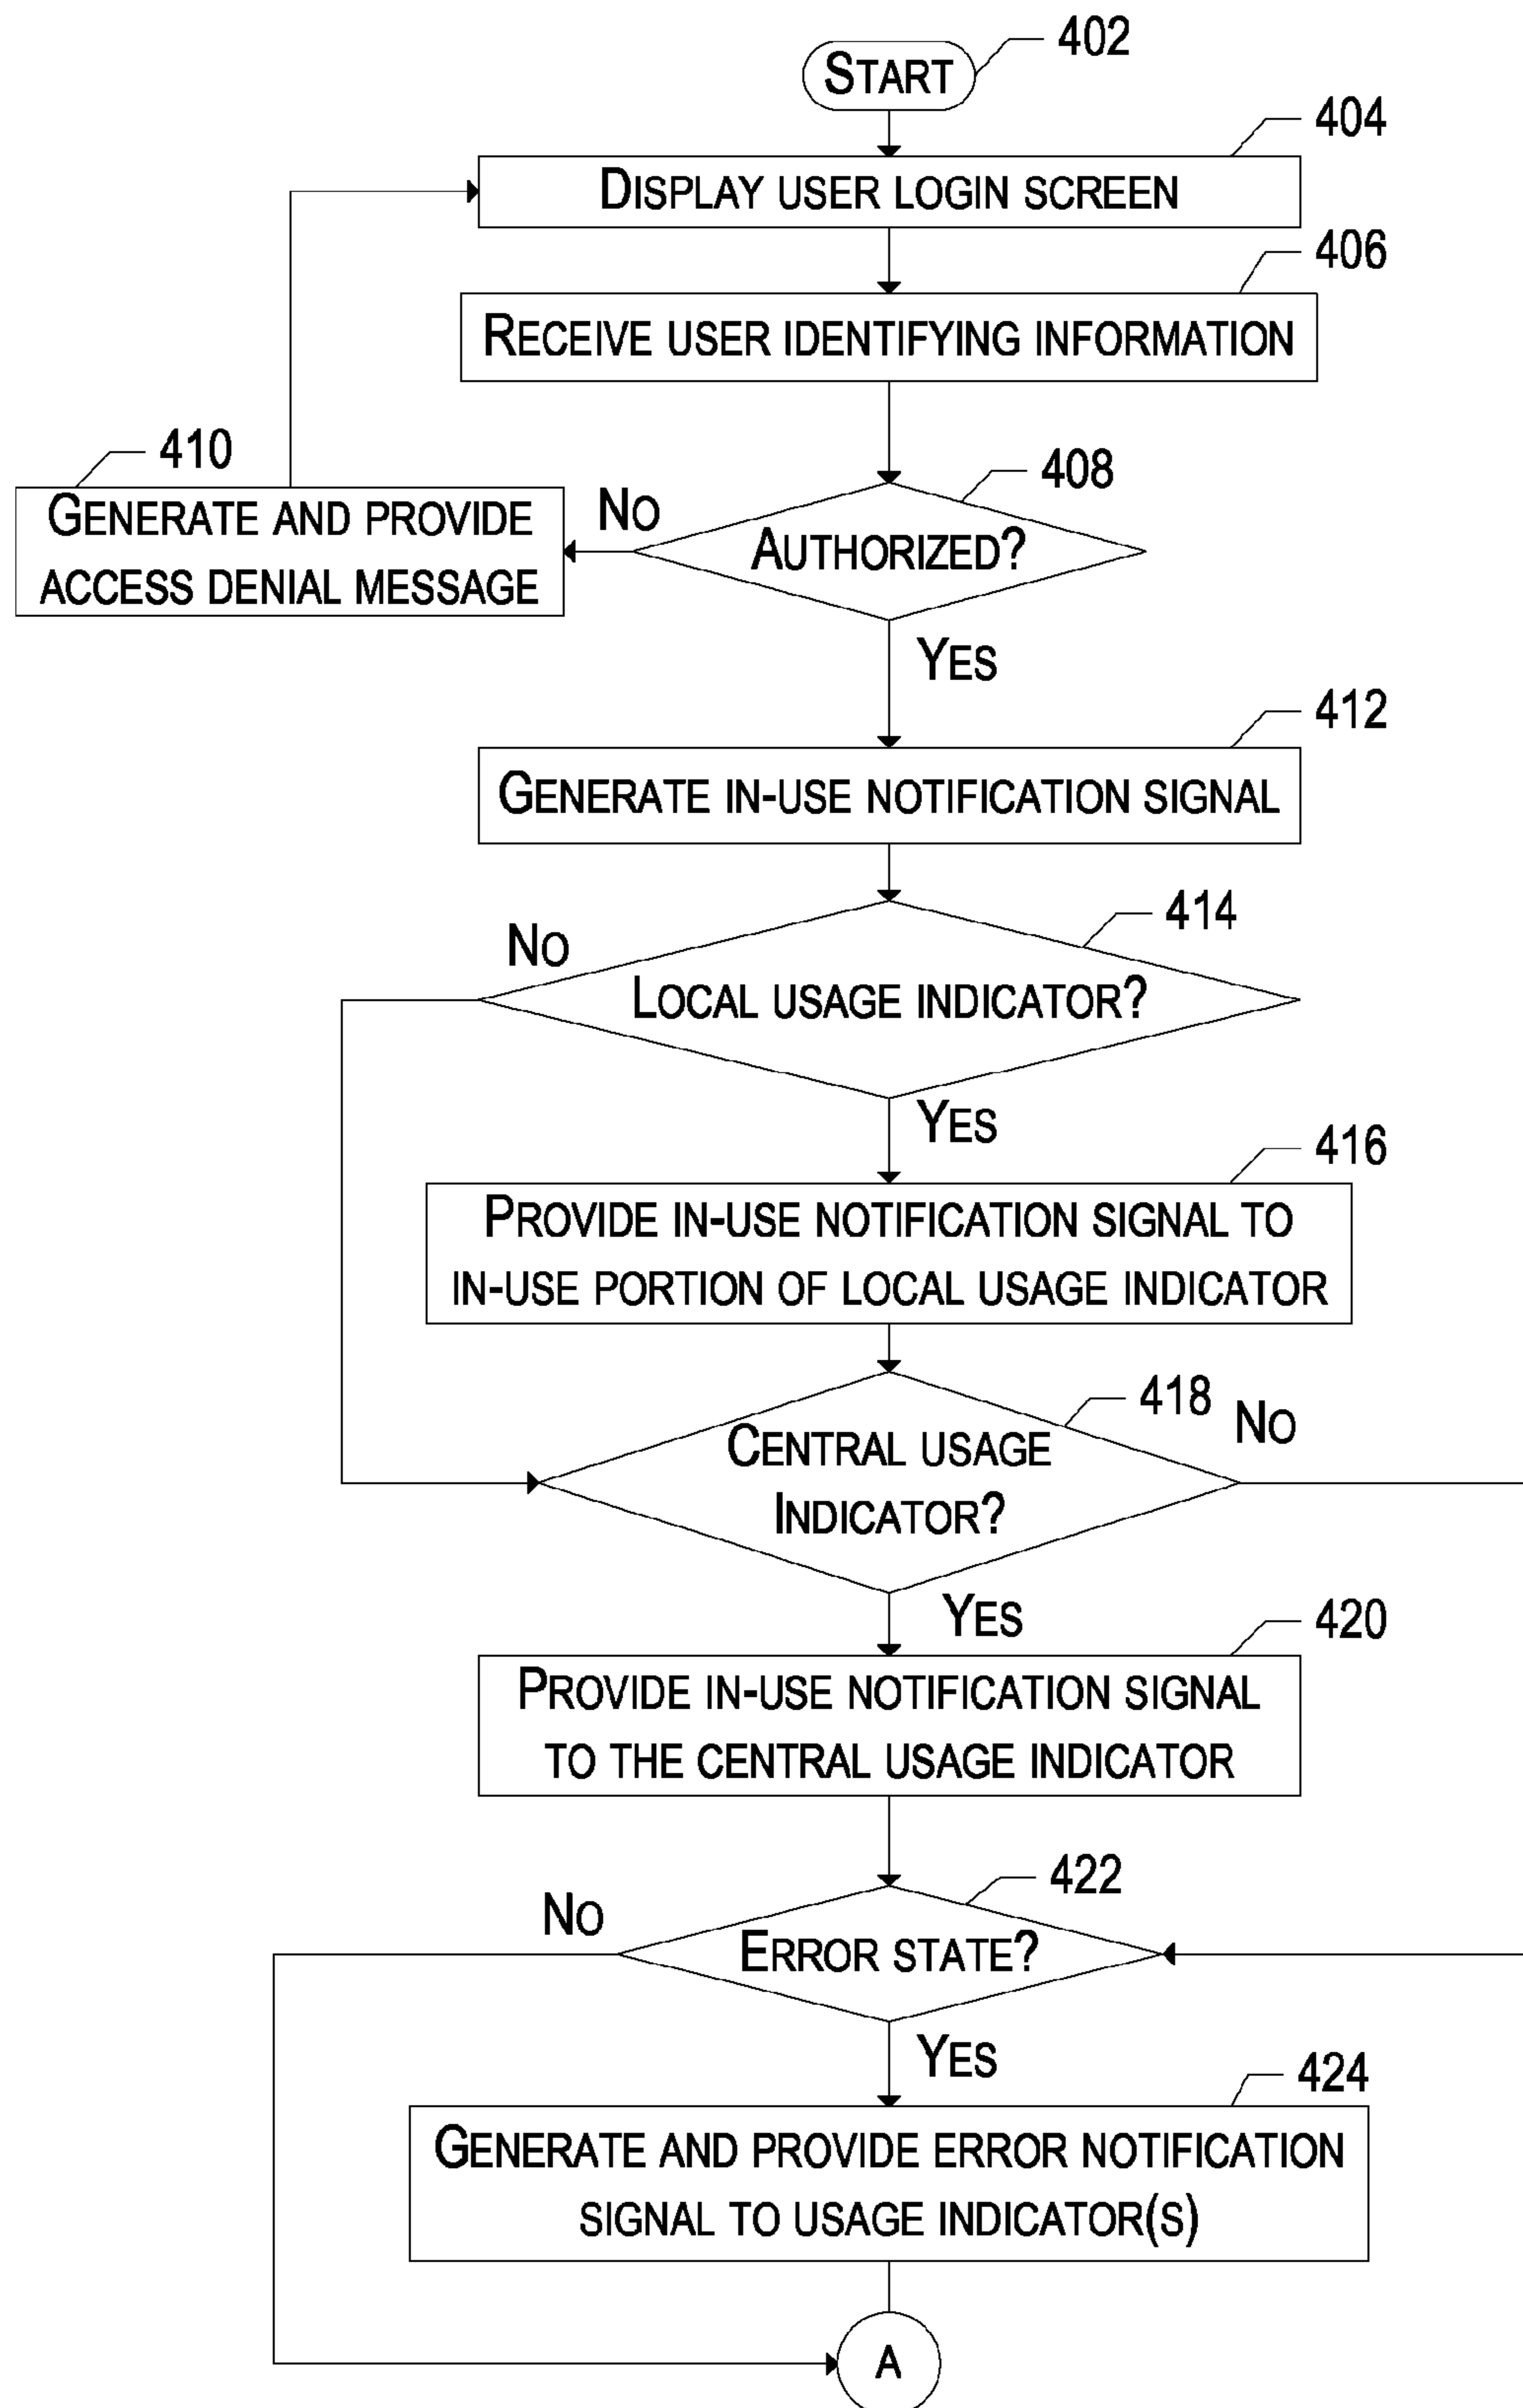 START
402
404
DISPLAY USER LOGIN SCREEN
406
RECEIVE USER IDENTIFYING INFORMATION
410
408
GENERATE AND PROVIDE
ACCESS DENIAL MESSAGE
NO
AUTHORIZED?
YES
412
GENERATE IN-USE NOTIFICATION SIGNAL
414
NO
LOCAL USAGE INDICATOR?
YES
416
PROVIDE IN-USE NOTIFICATION SIGNAL TO
IN-USE PORTION OF LOCAL USAGE INDICATOR
418
NO
CENTRAL USAGE
INDICATOR?
YES
420
PROVIDE IN-USE NOTIFICATION SIGNAL
TO THE CENTRAL USAGE INDICATOR
422
NO
ERROR STATE?
YES
424
GENERATE AND PROVIDE ERROR NOTIFICATION
SIGNAL TO USAGE INDICATOR(S)
A